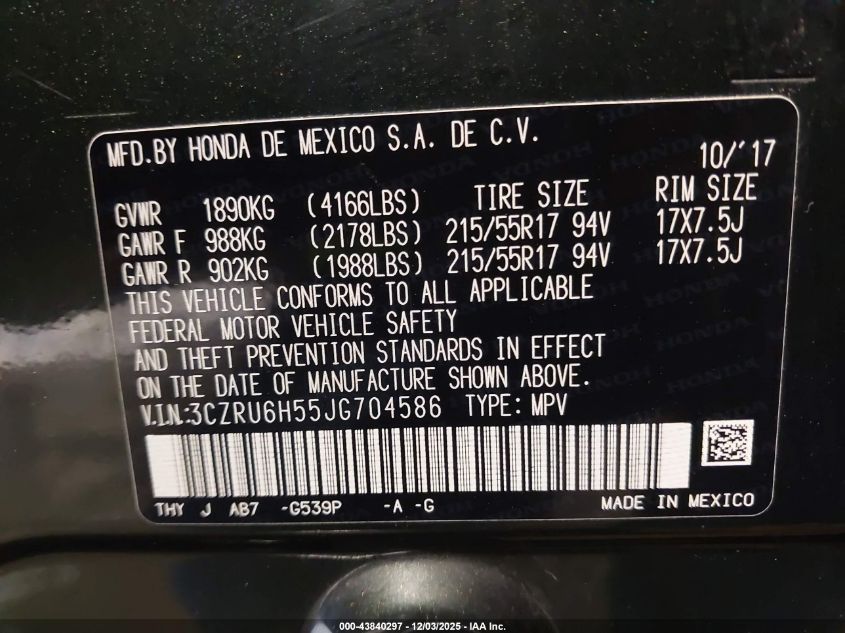 MFD.BY HONDA DE MEXICO S.A. DE C.V.
10/'17
GVWR 1890KG (4166LBS) TIRE SIZE RIM SIZE
GAWR F 988KG (2178LBS) 215/55R17 94V 17X7.5J
GAWR R 902KG (1988LBS) 215/55R17 94V 17X7.5J
THIS VEHICLE CONFORMS TO ALL APPLICABLE
FEDERAL MOTOR VEHICLE SAFETY
AND THEFT PREVENTION STANDARDS IN EFFECT
ON THE DATE OF MANUFACTURE SHOWN ABOVE.
V.I.N.:3CZRU6H55JG704586 TYPE: MPV
THY J AB7 -G539P -A -G MADE IN MEXICO
000-43840297 - 12/03/2025 - IAA Inc.